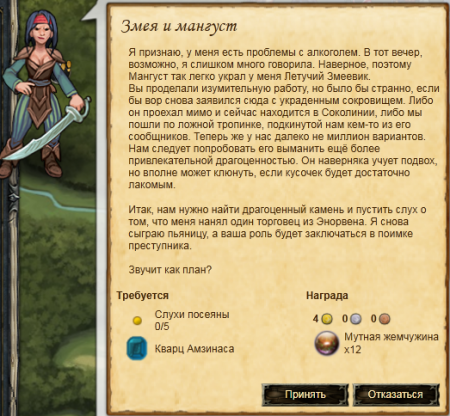 Змея и мангуст
Я признаю, у меня есть проблемы с алкоголем. В тот вечер,
возможно, я слишком много говорила. Наверное, поэтому
Мангуст так легко украл у меня Летучий Змеевик.
Вы проделали изумительную работу, но было бы странно, если
бы вор снова заявился сюда с украденным сокровищем. Либо
он проехал мимо и сейчас находится в Соколинии, либо мы
пошли по ложной тропинке, подкинутой нам кем-то из его
сообщников. Теперь же у нас далеко не миллион вариантов.
Нам следует попробовать его выманить ещё более
привлекательной драгоценностью. Он наверняка учует подвох,
но вполне может клюнуть, если кусочек будет достаточно
лакомым.
Итак, нам нужно найти драгоценный камень и пустить слух о
том, что меня нанял один торговец из Энорвена. Я снова
сыграю пьяницу, а ваша роль будет заключаться в поимке
преступника.
Звучит как план?
Требуется
Слухи посеяны
0/5
Кварц Амзинаса
Награда
4 0 0
Мутная жемчужина
x12
Принять
Отказаться